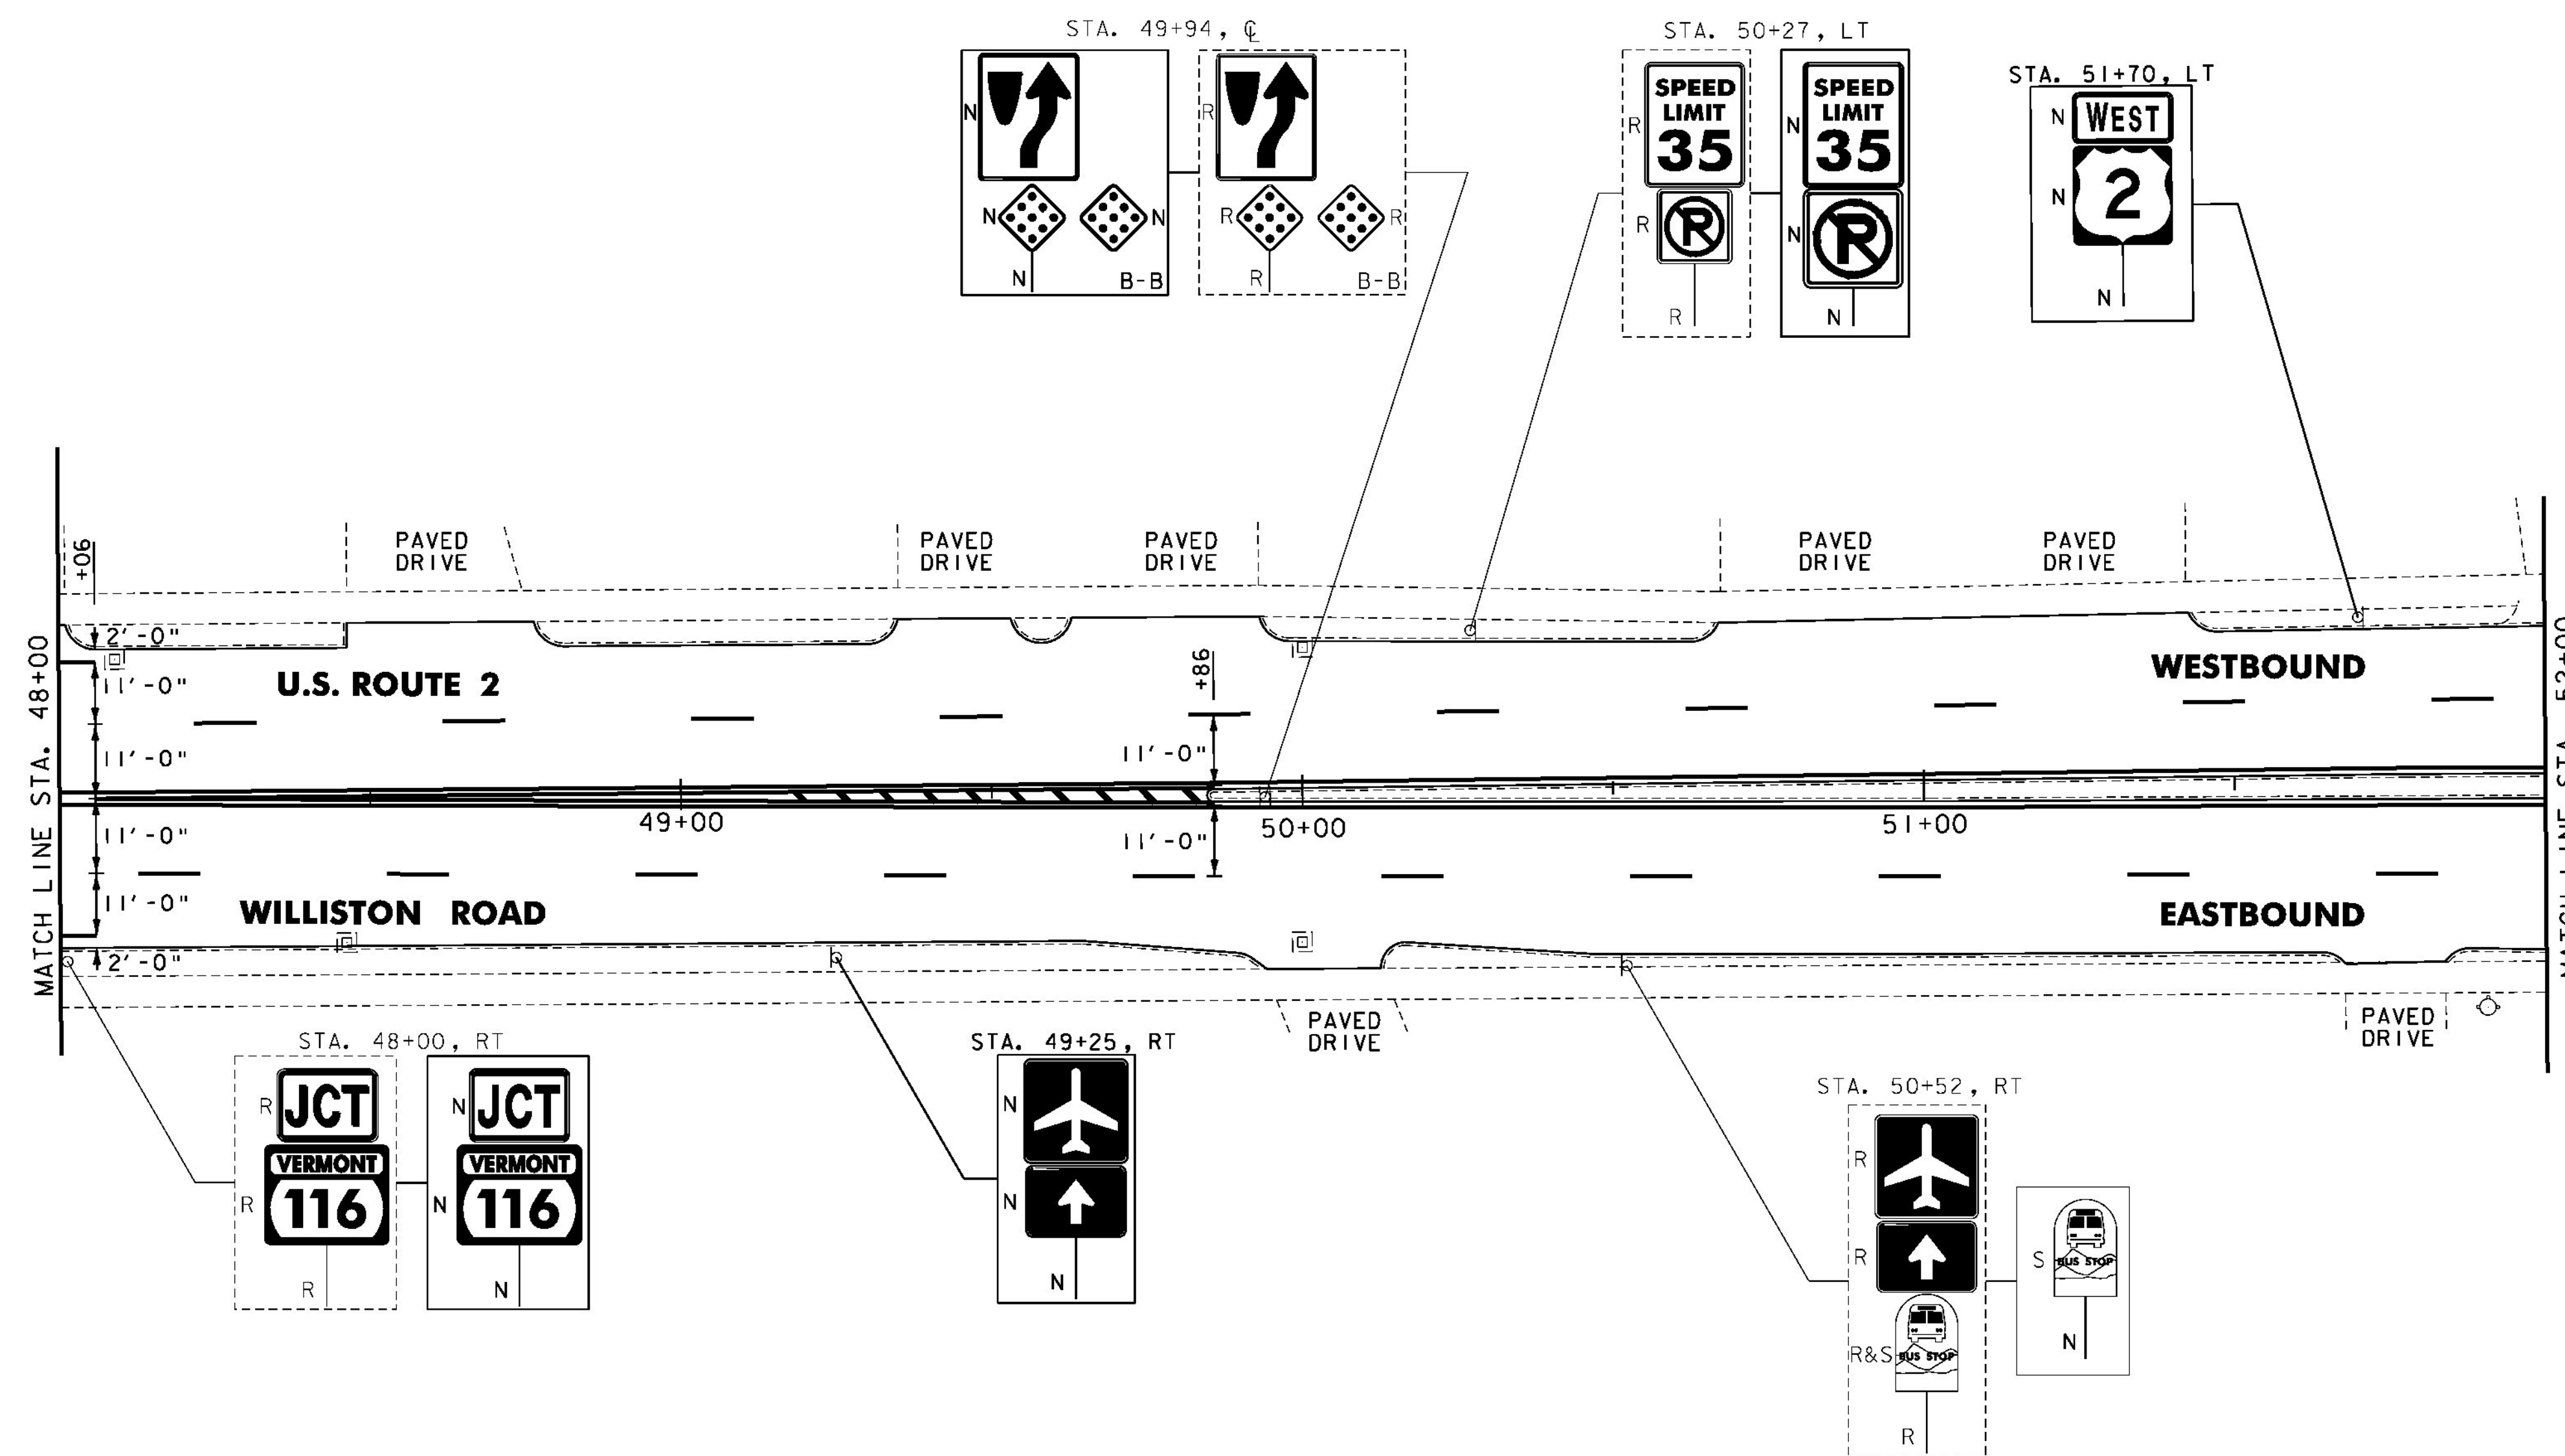 STA. 49+94, ℄
N
N
N
N
B-B
R
R
R
R
B-B
STA. 50+27, LT
R
SPEED
LIMIT
35
R
R
N
SPEED
LIMIT
35
N
N
STA. 51+70, LT
N
WEST
N
2
N
+06
PAVED
DRIVE
PAVED
DRIVE
PAVED
DRIVE
PAVED
DRIVE
PAVED
DRIVE
MATCH LINE STA. 48+00
2'-0"
11'-0"
11'-0"
11'-0"
11'-0"
2'-0"
U.S. ROUTE 2
+86
11'-0"
11'-0"
WESTBOUND
49+00
50+00
51+00
WILLISTON ROAD
EASTBOUND
PAVED
DRIVE
PAVED
DRIVE
STA. 48+00, RT
R
JCT
R
VERMONT
116
R
N
JCT
N
VERMONT
116
N
STA. 49+25, RT
N
N
N
STA. 50+52, RT
R
R
R&S
BUS STOP
R
S
BUS STOP
N